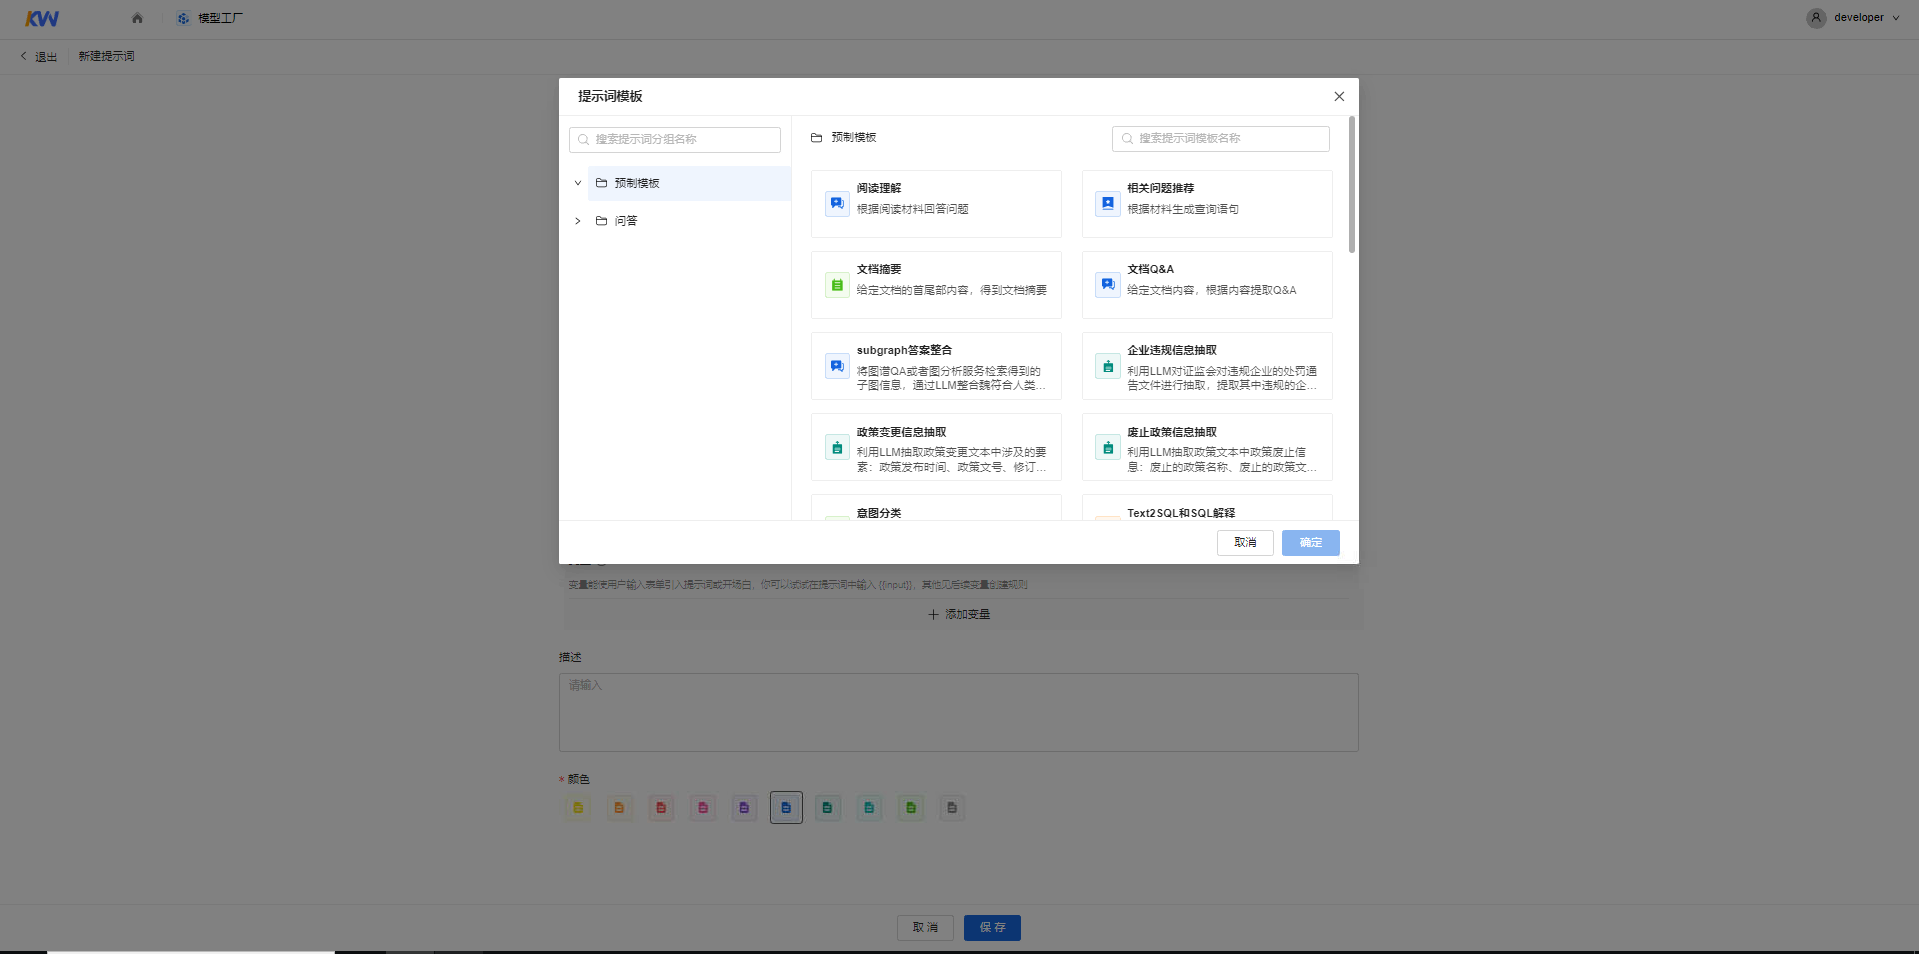 KW
模型工厂
developer
退出
新建提示词
提示词模板
搜索提示词分组名称
预制模板
问答
预制模板
搜索提示词模板名称
阅读理解
根据阅读材料回答问题
相关问题推荐
根据材料生成查询语句
文档摘要
给定文档的首尾部内容，得到文档摘要
文档Q&A
给定文档内容，根据内容提取Q&A
subgraph答案整合
将图谱QA或者图分析服务检索得到的
子图信息，通过LLM整合魏符合人类...
企业违规信息抽取
利用LLM对证监会对违规企业的处罚通
告文件进行抽取，提取其中违规的企...
政策变更信息抽取
利用LLM抽取政策变更文本中涉及的要
素：政策发布时间、政策文号、修订...
废止政策信息抽取
利用LLM抽取政策文本中政策废止信
息：废止的政策名称、废止的政策文...
意图分类
Text2SQL和SQL解释
取消
确定
变量能使用户输入表单引入提示词或开场白，你可以试试在提示词中输入 {{input}}，其他见后续变量创建规则
添加变量
描述
请输入
* 颜色
取 消
保 存